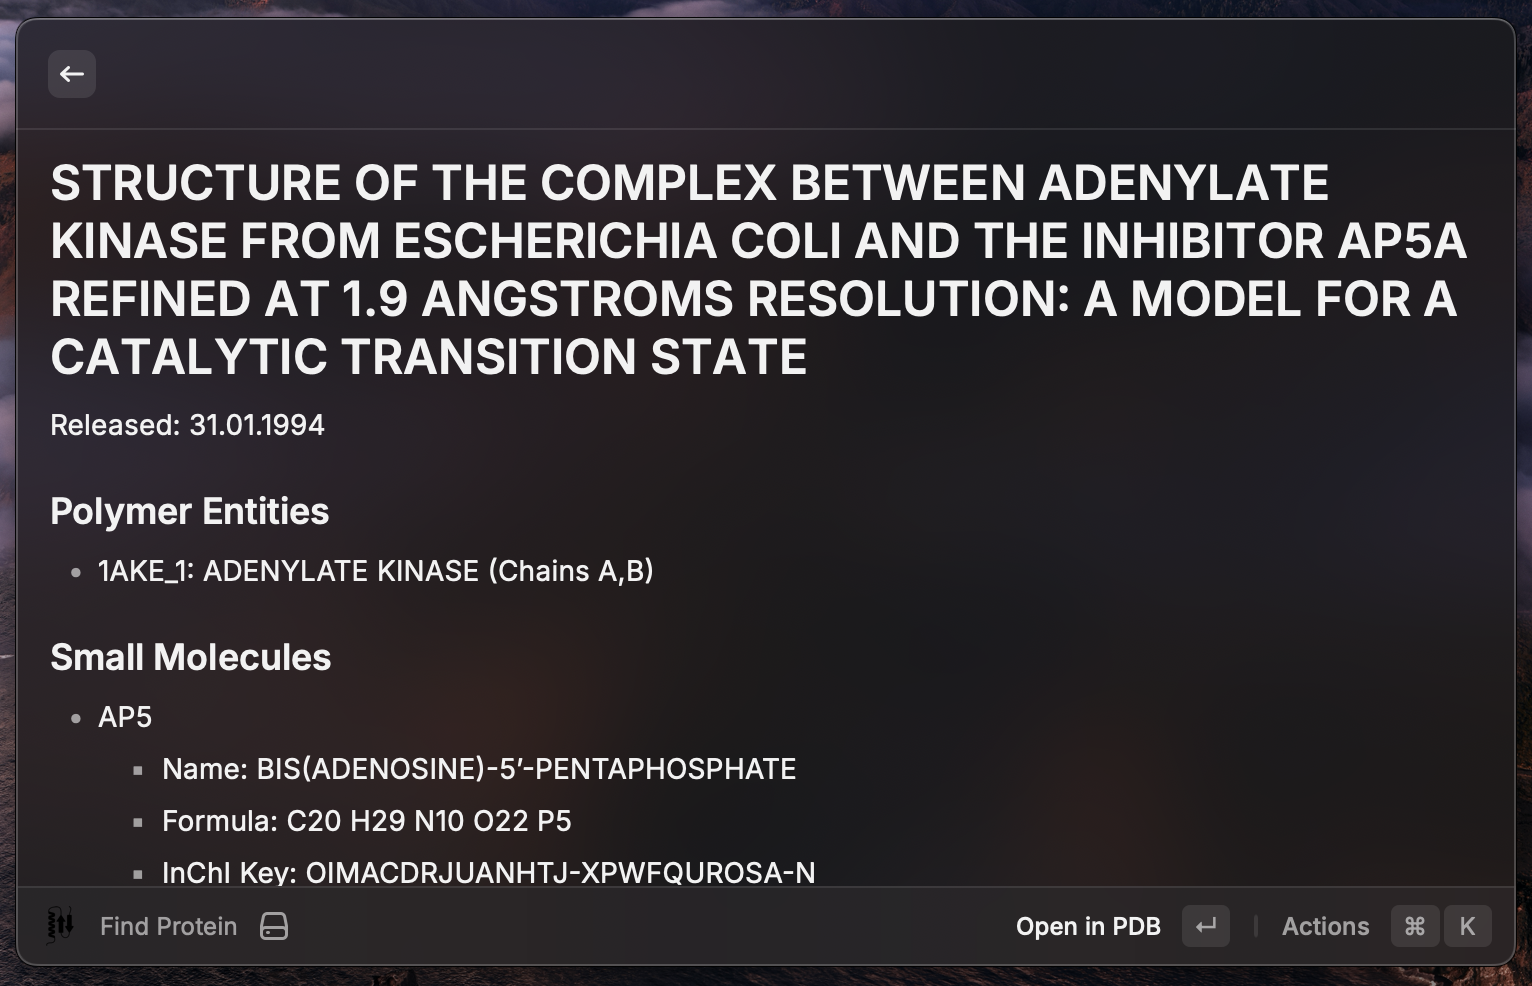 STRUCTURE OF THE COMPLEX BETWEEN ADENYLATE
KINASE FROM ESCHERICHIA COLI AND THE INHIBITOR AP5A
REFINED AT 1.9 ANGSTROMS RESOLUTION: A MODEL FOR A
CATALYTIC TRANSITION STATE
Released: 31.01.1994
Polymer Entities
• 1AKE_1: ADENYLATE KINASE (Chains A,B)
Small Molecules
• AP5
▪ Name: BIS(ADENOSINE)-5’-PENTAPHOSPHATE
▪ Formula: C20 H29 N10 O22 P5
▪ InChI Key: OIMACDRJUANHTJ-XPWFQUROSA-N
Find Protein Open in PDB Actions ⌘ K